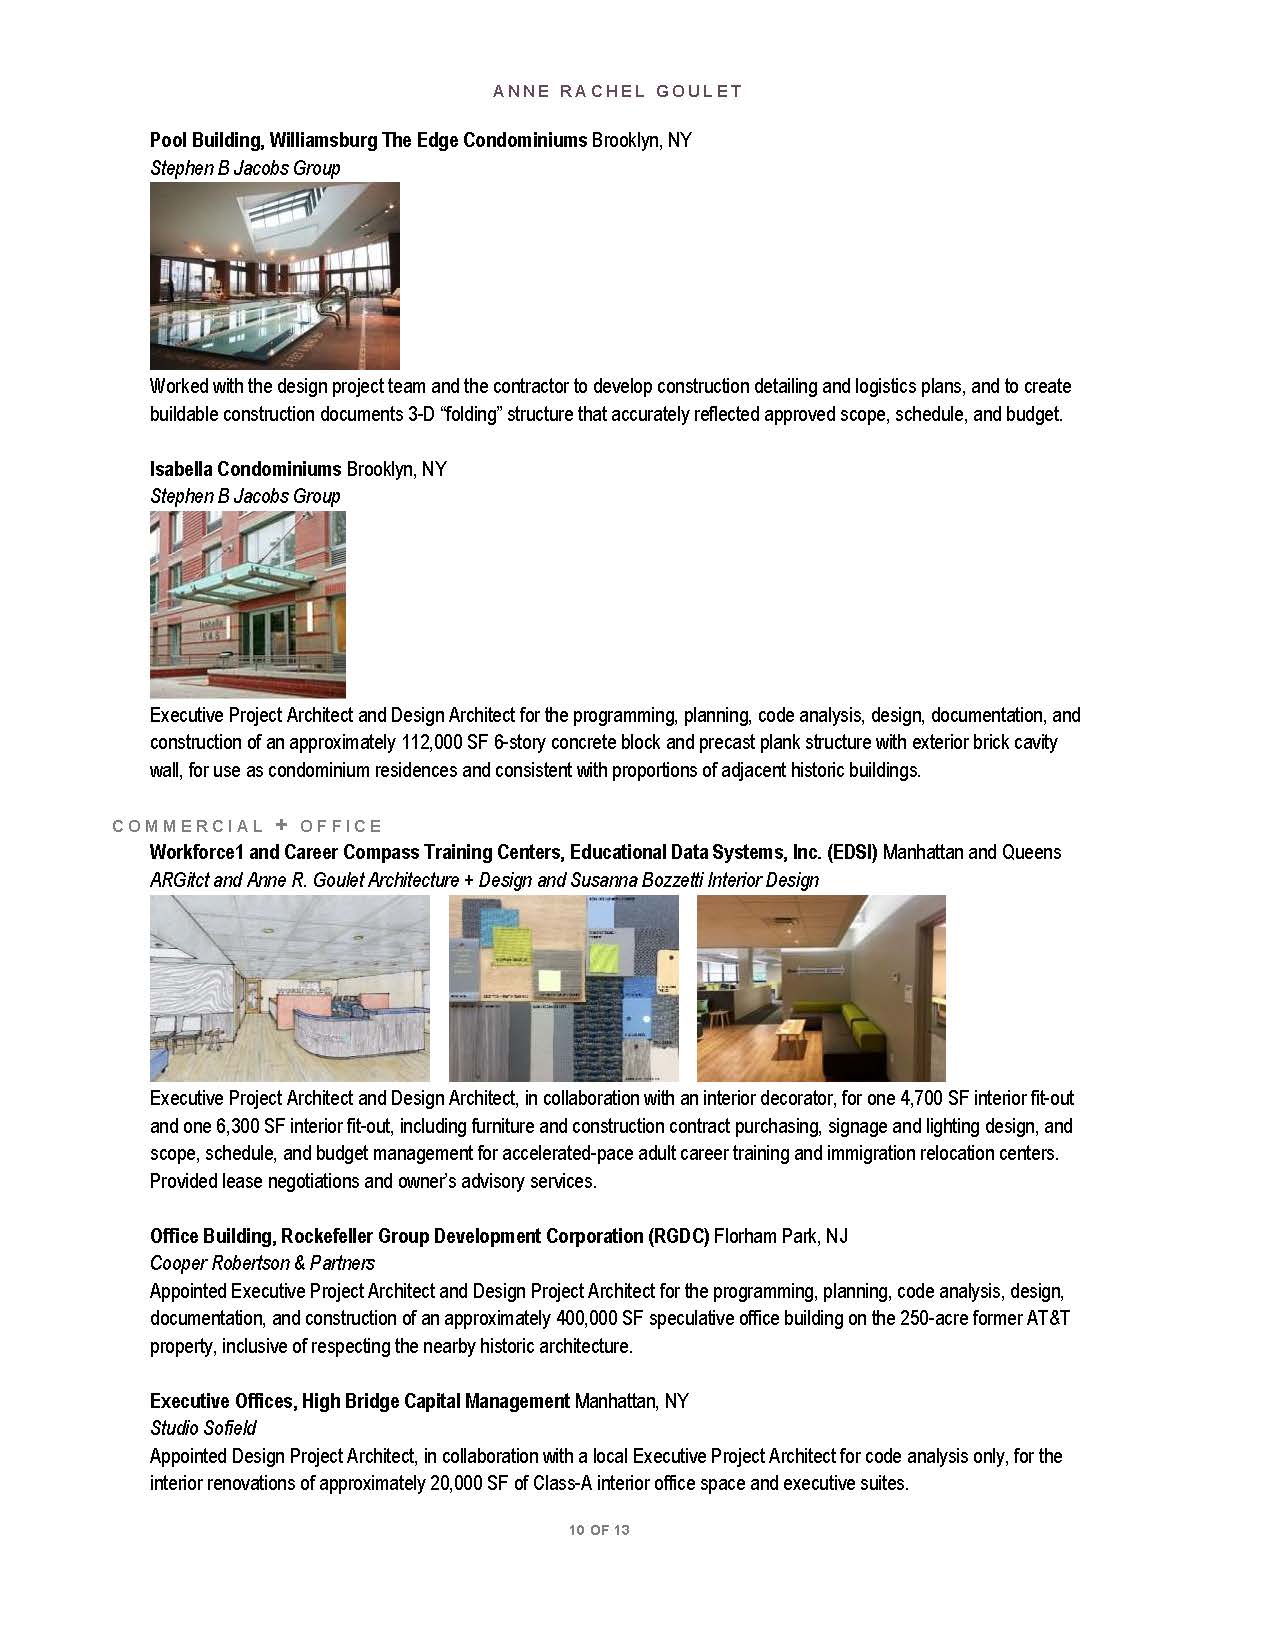 ANNE RACHEL GOULET
Pool Building, Williamsburg The Edge Condominiums Brooklyn, NY
Stephen B Jacobs Group
Worked with the design project team and the contractor to develop construction detailing and logistics plans, and to create
buildable construction documents 3-D “folding” structure that accurately reflected approved scope, schedule, and budget.
Isabella Condominiums Brooklyn, NY
Stephen B Jacobs Group
Isabella
545
Executive Project Architect and Design Architect for the programming, planning, code analysis, design, documentation, and
construction of an approximately 112,000 SF 6-story concrete block and precast plank structure with exterior brick cavity
wall, for use as condominium residences and consistent with proportions of adjacent historic buildings.
COMMERCIAL + OFFICE
Workforce1 and Career Compass Training Centers, Educational Data Systems, Inc. (EDSI) Manhattan and Queens
ARGitct and Anne R. Goulet Architecture + Design and Susanna Bozzetti Interior Design
Executive Project Architect and Design Architect, in collaboration with an interior decorator, for one 4,700 SF interior fit-out
and one 6,300 SF interior fit-out, including furniture and construction contract purchasing, signage and lighting design, and
scope, schedule, and budget management for accelerated-pace adult career training and immigration relocation centers.
Provided lease negotiations and owner’s advisory services.
Office Building, Rockefeller Group Development Corporation (RGDC) Florham Park, NJ
Cooper Robertson & Partners
Appointed Executive Project Architect and Design Project Architect for the programming, planning, code analysis, design,
documentation, and construction of an approximately 400,000 SF speculative office building on the 250-acre former AT&T
property, inclusive of respecting the nearby historic architecture.
Executive Offices, High Bridge Capital Management Manhattan, NY
Studio Sofield
Appointed Design Project Architect, in collaboration with a local Executive Project Architect for code analysis only, for the
interior renovations of approximately 20,000 SF of Class-A interior office space and executive suites.
10 OF 13